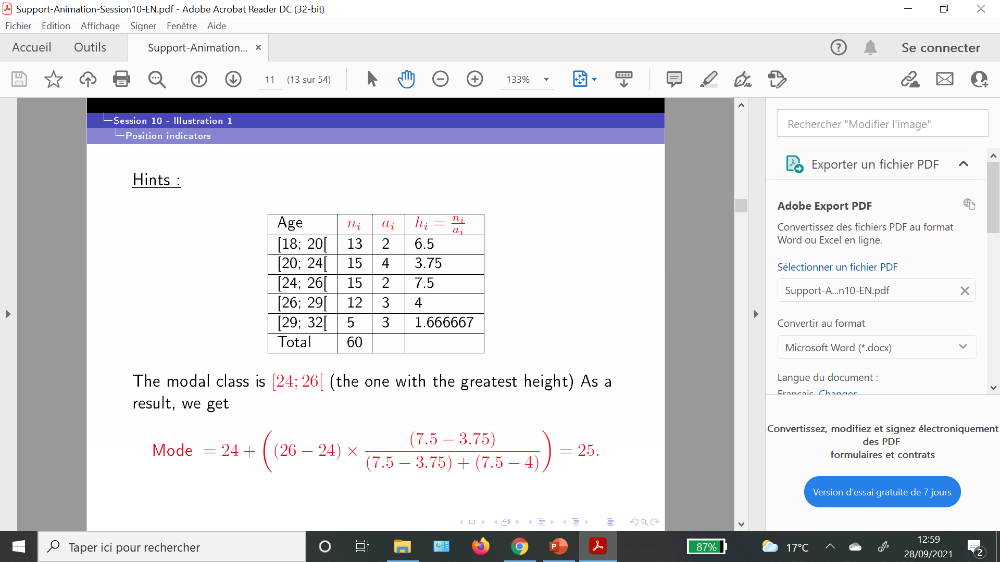 Support-Animation-Session10-EN.pdf - Adobe Acrobat Reader DC (32-bit)
Fichier Edition Affichage Signer Fenêtre Aide
Accueil Outils Support-Animation... × Se connecter
11 (13 sur 54) 133%
Session 10 - Illustration 1
Position indicators
Hints :
Age n_i a_i h_i = n_i/a_i
[18; 20[ 13 2 6.5
[20; 24[ 15 4 3.75
[24; 26[ 15 2 7.5
[26; 29[ 12 3 4
[29; 32[ 5 3 1.666667
Total 60
The modal class is [24; 26[ (the one with the greatest height) As a
result, we get
Mode = 24 + ((26 − 24) × (7.5 − 3.75)/((7.5 − 3.75) + (7.5 − 4))) = 25.
Rechercher "Modifier l'image"
Exporter un fichier PDF
Adobe Export PDF
Convertissez des fichiers PDF au format
Word ou Excel en ligne.
Sélectionner un fichier PDF
Support-A...n10-EN.pdf
Convertir au format
Microsoft Word (*.docx)
Langue du document :
Français Changer
Convertissez, modifiez et signez électroniquement
des PDF
formulaires et contrats
Version d'essai gratuite de 7 jours
Taper ici pour rechercher
87%
17°C
12:59
28/09/2021
2